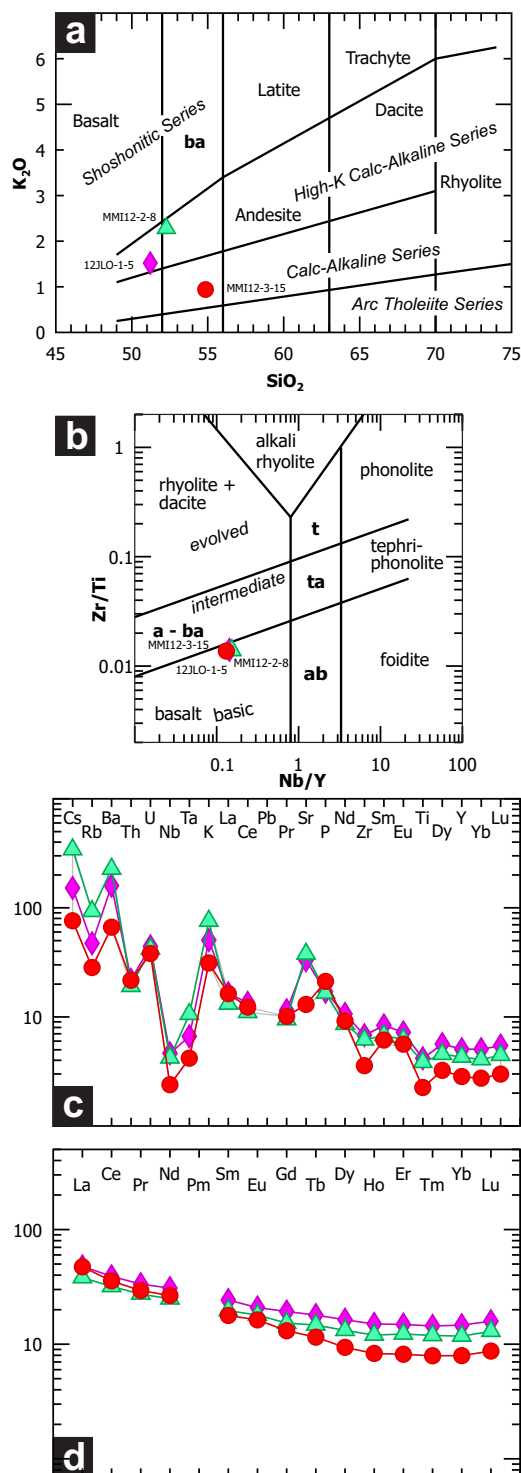 a
6
5
4
3
2
1
0
K2O
Trachyte
Latite
Dacite
Basalt
ba
Shoshonitic Series
High-K Calc-Alkaline Series
MMI12-2-8
Andesite
Rhyolite
12JLO-1-5
Calc-Alkaline Series
MMI12-3-15
Arc Tholeiite Series
45 50 55 60 65 70 75
SiO2
b
1
0.1
0.01
Zr/Ti
alkali
rhyolite
phonolite
rhyolite +
dacite
evolved
t
tephri-
phonolite
intermediate
ta
a - ba
MMI12-3-15
12JLO-1-5
MMI12-2-8
ab
foidite
basalt basic
0.1 1 10 100
Nb/Y
Cs Ba U Ta La Pb Sr Nd Sm Ti Y Lu
Rb Th Nb K Ce Pr P Zr Eu Dy Yb
100
10
c
La Ce Pr Nd Pm Sm Eu Gd Tb Dy Ho Er Tm Yb Lu
100
10
d